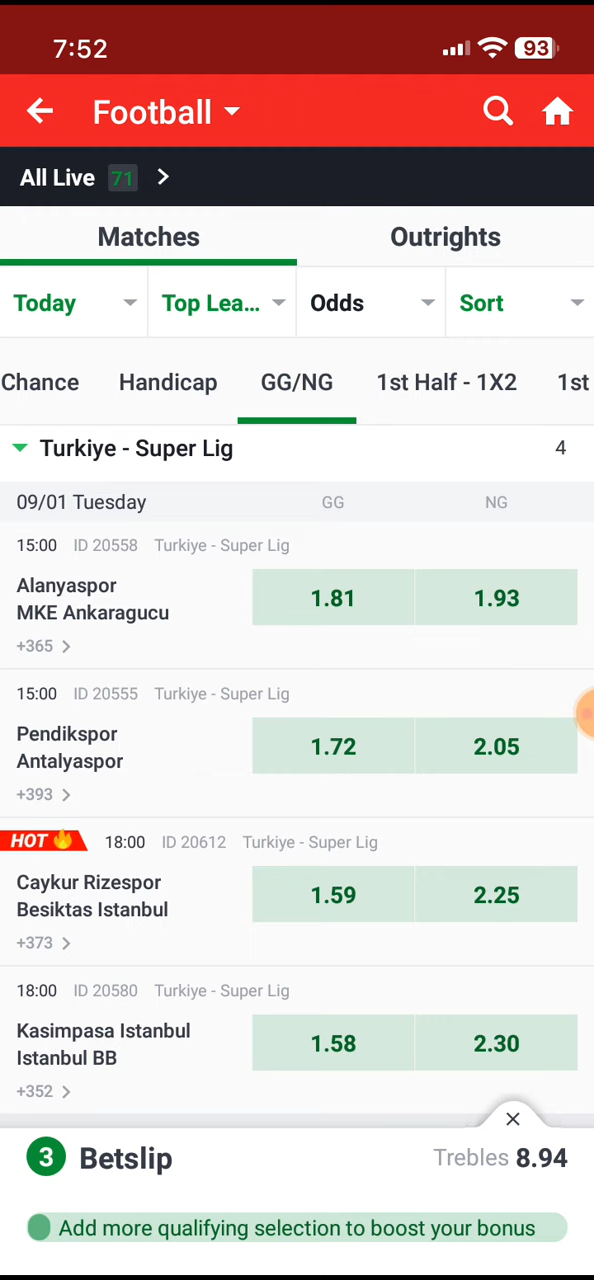 7:52
93
Football
All Live 71
Matches Outrights
Today Top Lea... Odds Sort
Chance Handicap GG/NG 1st Half - 1X2 1st
Turkiye - Super Lig 4
09/01 Tuesday GG NG
15:00 ID 20558 Turkiye - Super Lig
Alanyaspor
MKE Ankaragucu
1.81 1.93
+365
15:00 ID 20555 Turkiye - Super Lig
Pendikspor
Antalyaspor
1.72 2.05
+393
HOT 18:00 ID 20612 Turkiye - Super Lig
Caykur Rizespor
Besiktas Istanbul
1.59 2.25
+373
18:00 ID 20580 Turkiye - Super Lig
Kasimpasa Istanbul
Istanbul BB
1.58 2.30
+352
3 Betslip Trebles 8.94
Add more qualifying selection to boost your bonus